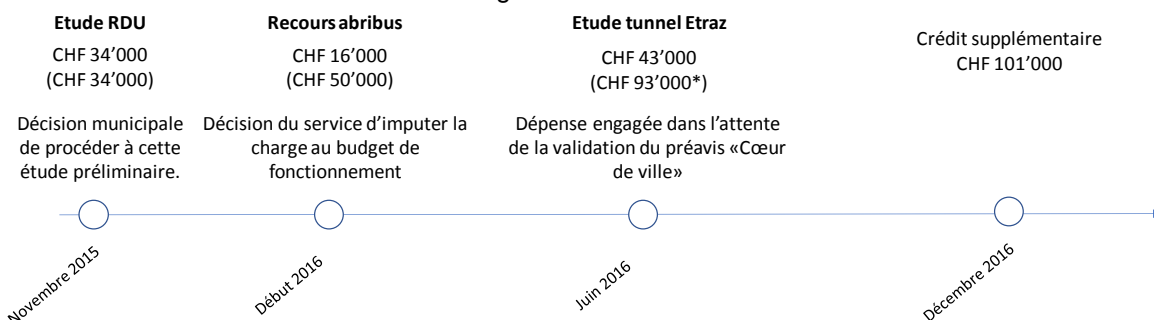 Etude RDU
CHF 34’000
(CHF 34’000)
Décision municipale
de procéder à cette
étude préliminaire.
Recours abribus
CHF 16’000
(CHF 50’000)
Décision du service d’imputer la
charge au budget de
fonctionnement
Etude tunnel Etraz
CHF 43’000
(CHF 93’000*)
Dépense engagée dans l’attente
de la validation du préavis «Cœur
de ville»
Crédit supplémentaire
CHF 101’000
Novembre 2015
Début 2016
Juin 2016
Décembre 2016